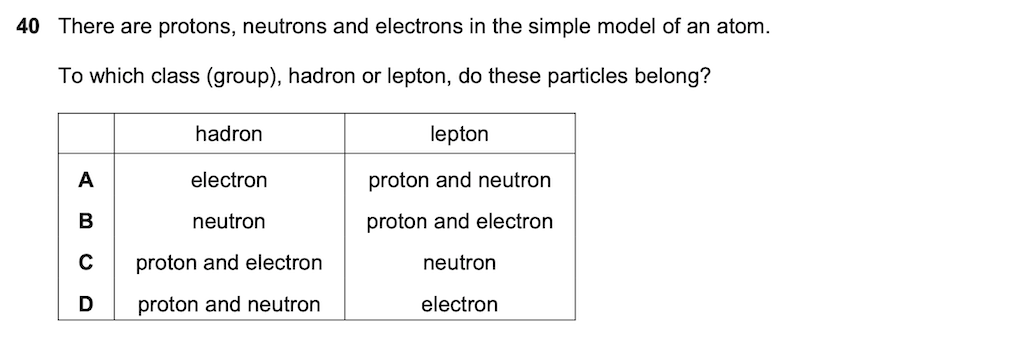 40 There are protons, neutrons and electrons in the simple model of an atom.
To which class (group), hadron or lepton, do these particles belong?
hadron lepton
A electron proton and neutron
B neutron proton and electron
C proton and electron neutron
D proton and neutron electron